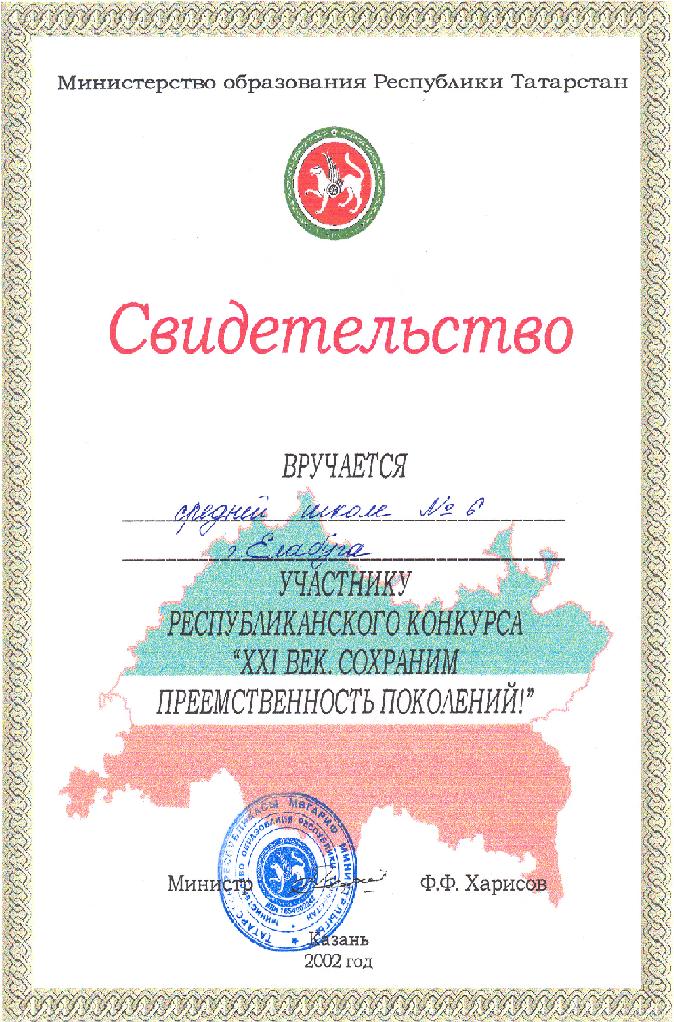 Министерство образования Республики Татарстан
Свидетельство
ВРУЧАЕТСЯ
средней школе № 6
г. Елабуга
УЧАСТНИКУ
РЕСПУБЛИКАНСКОГО КОНКУРСА
“XXI ВЕК. СОХРАНИМ
ПРЕЕМСТВЕННОСТЬ ПОКОЛЕНИЙ!”
Министр Ф.Ф. Харисов
Казань
2002 год